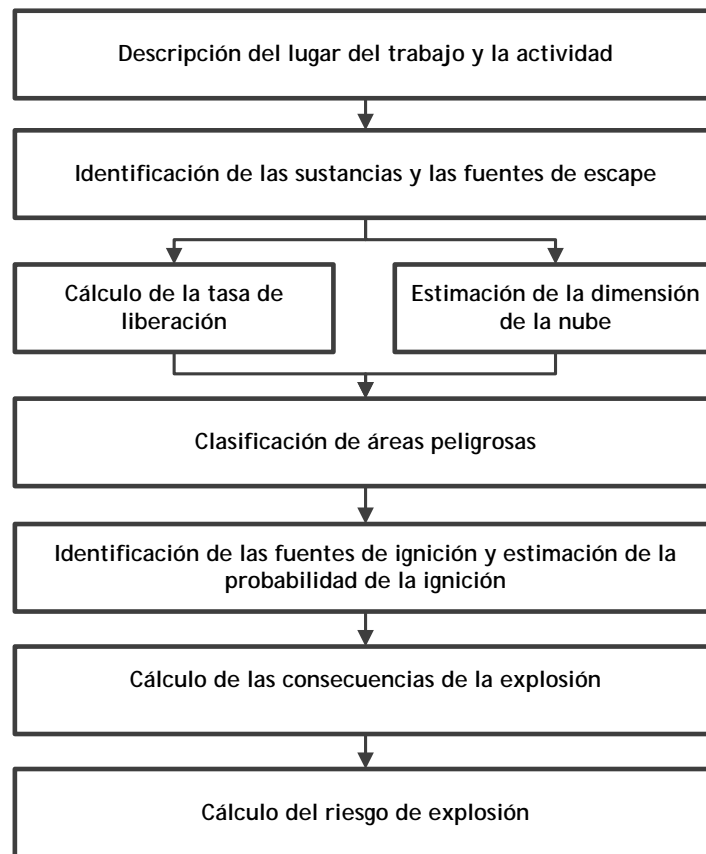 Descripción del lugar del trabajo y la actividad
Identificación de las sustancias y las fuentes de escape
Cálculo de la tasa de
liberación
Estimación de la dimensión
de la nube
Clasificación de áreas peligrosas
Identificación de las fuentes de ignición y estimación de la
probabilidad de la ignición
Cálculo de las consecuencias de la explosión
Cálculo del riesgo de explosión